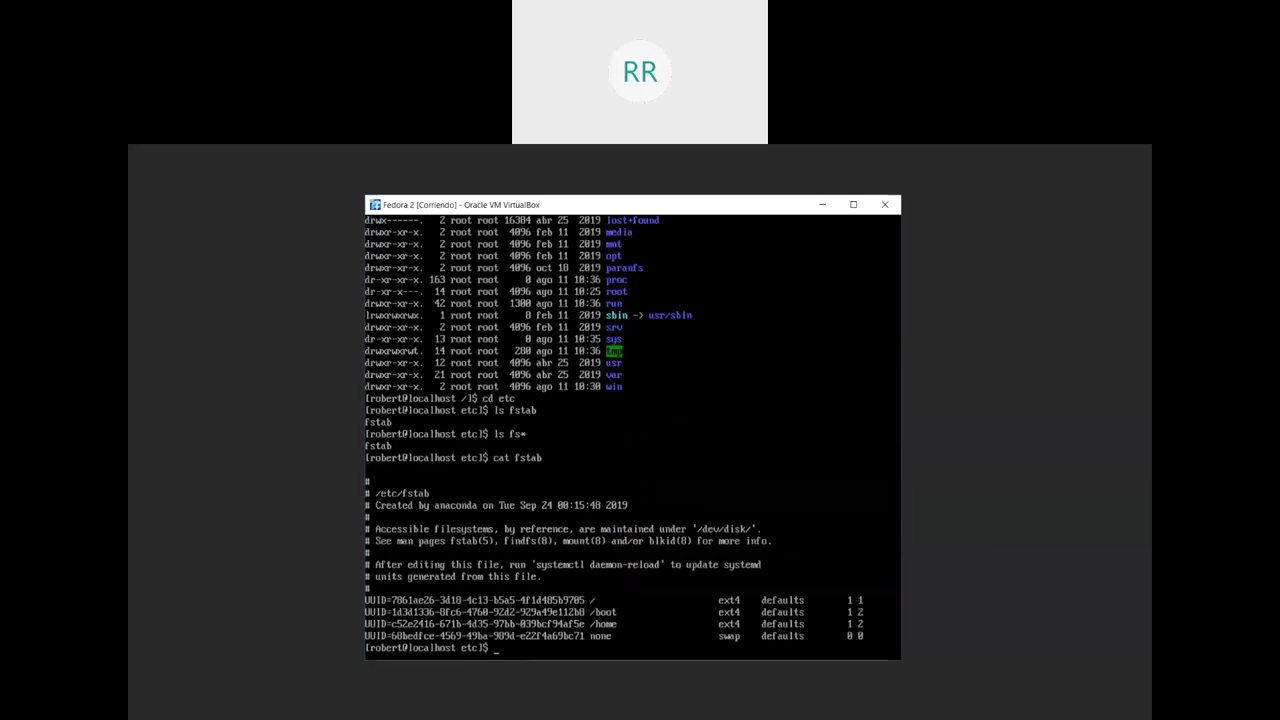 RR
Fedora 2 [Corriendo] - Oracle VM VirtualBox
drwx------. 2 root root 16384 abr 25 2019 lost+found
drwxr-xr-x. 2 root root 4096 feb 11 2019 media
drwxr-xr-x. 2 root root 4096 feb 11 2019 mnt
drwxr-xr-x. 2 root root 4096 feb 11 2019 opt
drwxr-xr-x. 2 root root 4096 oct 18 2019 paranfs
dr-xr-xr-x. 163 root root 0 ago 11 10:36 proc
dr-xr-x---. 14 root root 4096 ago 11 10:25 root
drwxr-xr-x. 42 root root 1300 ago 11 10:36 run
lrwxrwxrwx. 1 root root 8 feb 11 2019 sbin -> usr/sbin
drwxr-xr-x. 2 root root 4096 feb 11 2019 srv
dr-xr-xr-x. 13 root root 0 ago 11 10:35 sys
drwxrwxrwt. 14 root root 280 ago 11 10:36 tmp
drwxr-xr-x. 12 root root 4096 abr 25 2019 usr
drwxr-xr-x. 21 root root 4096 abr 25 2019 var
drwxr-xr-x. 2 root root 4096 ago 11 10:30 win
[robert@localhost /]$ cd etc
[robert@localhost etc]$ ls fstab
fstab
[robert@localhost etc]$ ls fs*
fstab
[robert@localhost etc]$ cat fstab
#
# /etc/fstab
# Created by anaconda on Tue Sep 24 00:15:48 2019
#
# Accessible filesystems, by reference, are maintained under '/dev/disk/'.
# See man pages fstab(5), findfs(8), mount(8) and/or blkid(8) for more info.
#
# After editing this file, run 'systemctl daemon-reload' to update systemd
# units generated from this file.
#
UUID=7861ae26-3d18-4c13-b5a5-4f1d485b9705 / ext4 defaults 1 1
UUID=1d3d1336-8fc6-4760-92d2-929a49e112b8 /boot ext4 defaults 1 2
UUID=c52e2416-671b-4d35-97bb-039bcf94af5e /home ext4 defaults 1 2
UUID=68bedfce-4569-49ba-989d-e22f4a69bc71 none swap defaults 0 0
[robert@localhost etc]$ _